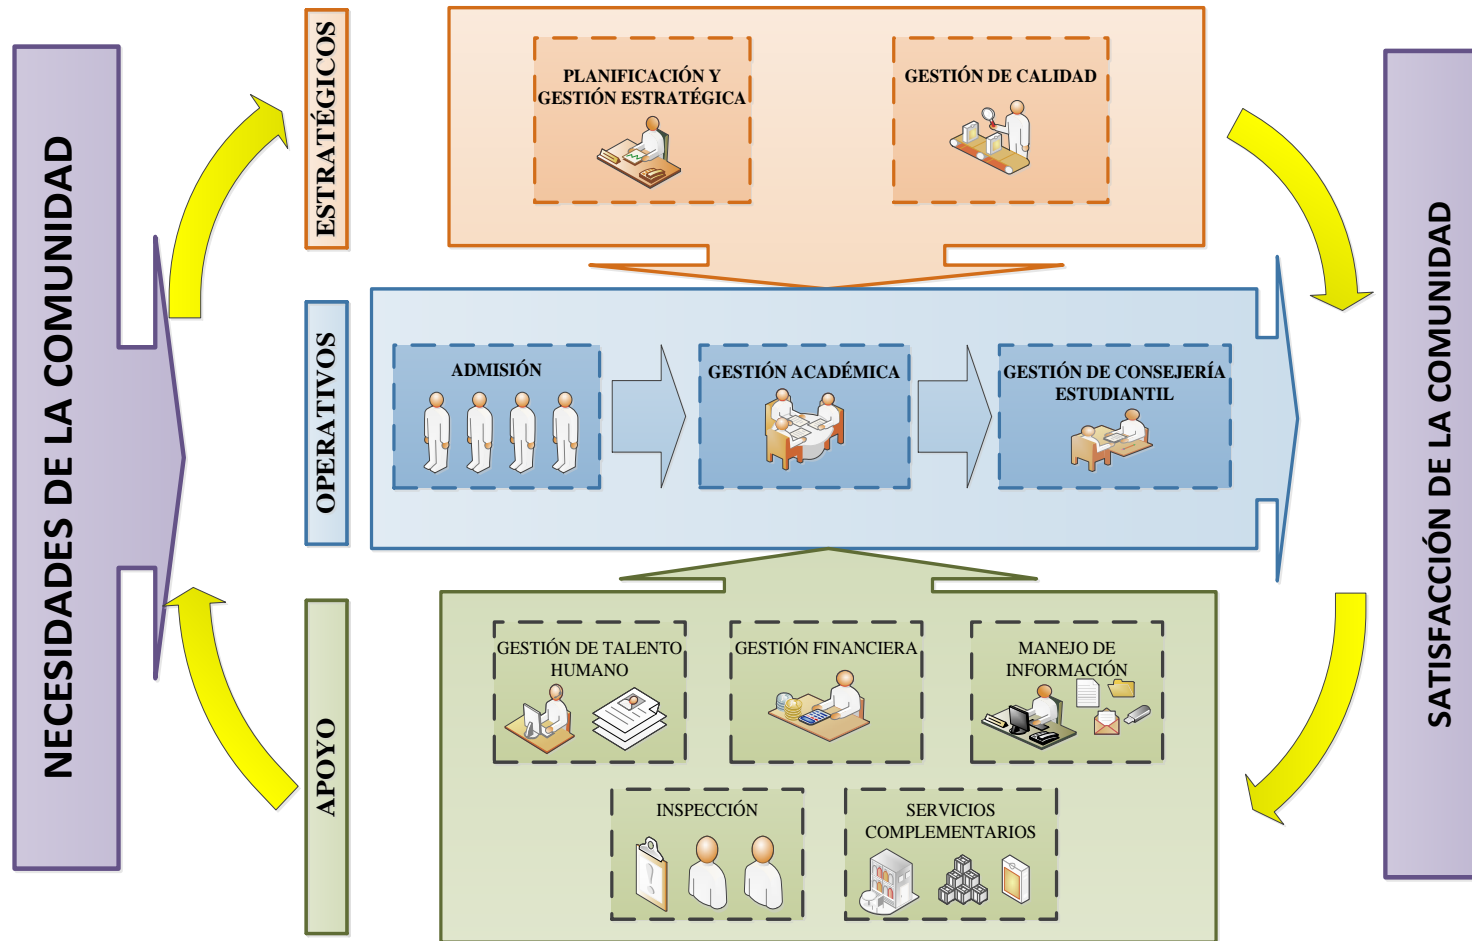 NECESIDADES DE LA COMUNIDAD
ESTRATÉGICOS
PLANIFICACIÓN Y
GESTIÓN ESTRATÉGICA
GESTIÓN DE CALIDAD
OPERATIVOS
ADMISIÓN
GESTIÓN ACADÉMICA
GESTIÓN DE CONSEJERÍA
ESTUDIANTIL
APOYO
GESTIÓN DE TALENTO
HUMANO
GESTIÓN FINANCIERA
MANEJO DE
INFORMACIÓN
INSPECCIÓN
SERVICIOS
COMPLEMENTARIOS
SATISFACCIÓN DE LA COMUNIDAD